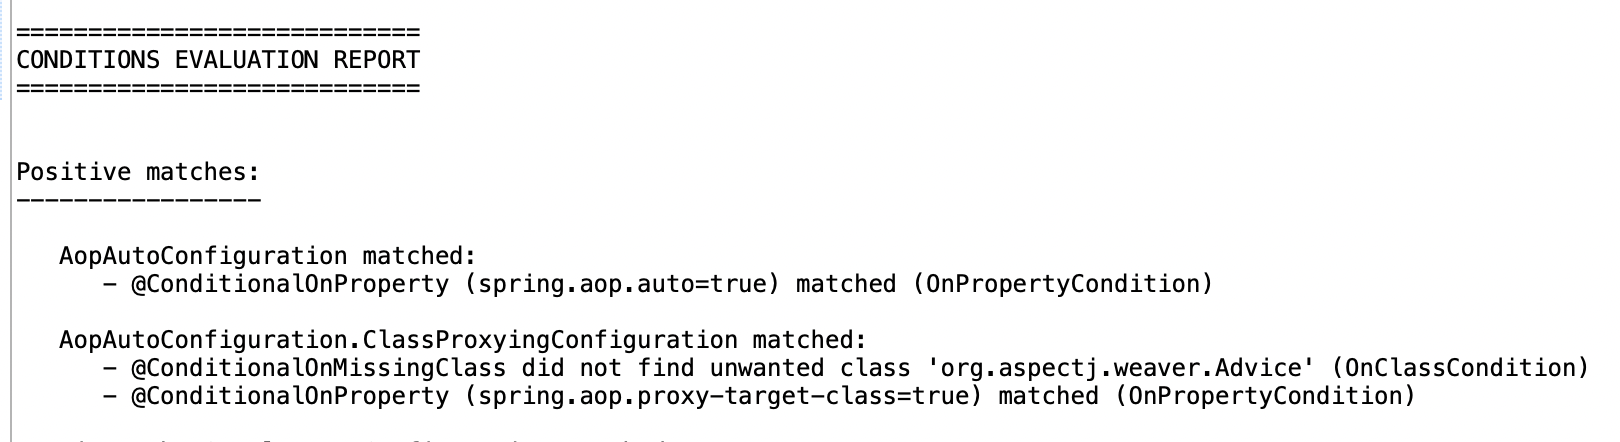 ============================
CONDITIONS EVALUATION REPORT
============================
Positive matches:
-----------------
AopAutoConfiguration matched:
- @ConditionalOnProperty (spring.aop.auto=true) matched (OnPropertyCondition)
AopAutoConfiguration.ClassProxyingConfiguration matched:
- @ConditionalOnMissingClass did not find unwanted class 'org.aspectj.weaver.Advice' (OnClassCondition)
- @ConditionalOnProperty (spring.aop.proxy-target-class=true) matched (OnPropertyCondition)